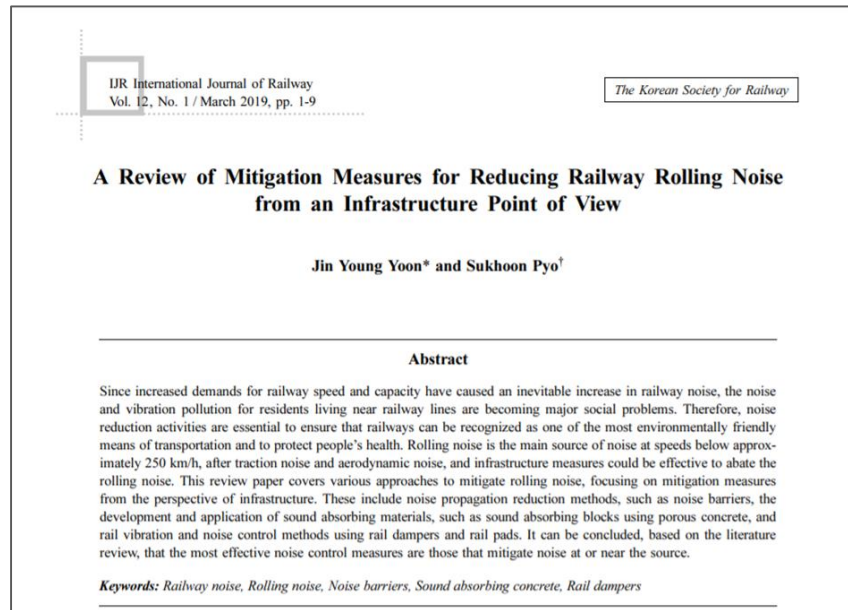 IJR International Journal of Railway
Vol. 12, No. 1 / March 2019, pp. 1-9
The Korean Society for Railway
A Review of Mitigation Measures for Reducing Railway Rolling Noise
from an Infrastructure Point of View
Jin Young Yoon* and Sukhoon Pyo†
Abstract
Since increased demands for railway speed and capacity have caused an inevitable increase in railway noise, the noise
and vibration pollution for residents living near railway lines are becoming major social problems. Therefore, noise
reduction activities are essential to ensure that railways can be recognized as one of the most environmentally friendly
means of transportation and to protect people's health. Rolling noise is the main source of noise at speeds below approx-
imately 250 km/h, after traction noise and aerodynamic noise, and infrastructure measures could be effective to abate the
rolling noise. This review paper covers various approaches to mitigate rolling noise, focusing on mitigation measures
from the perspective of infrastructure. These include noise propagation reduction methods, such as noise barriers, the
development and application of sound absorbing materials, such as sound absorbing blocks using porous concrete, and
rail vibration and noise control methods using rail dampers and rail pads. It can be concluded, based on the literature
review, that the most effective noise control measures are those that mitigate noise at or near the source.
Keywords: Railway noise, Rolling noise, Noise barriers, Sound absorbing concrete, Rail dampers